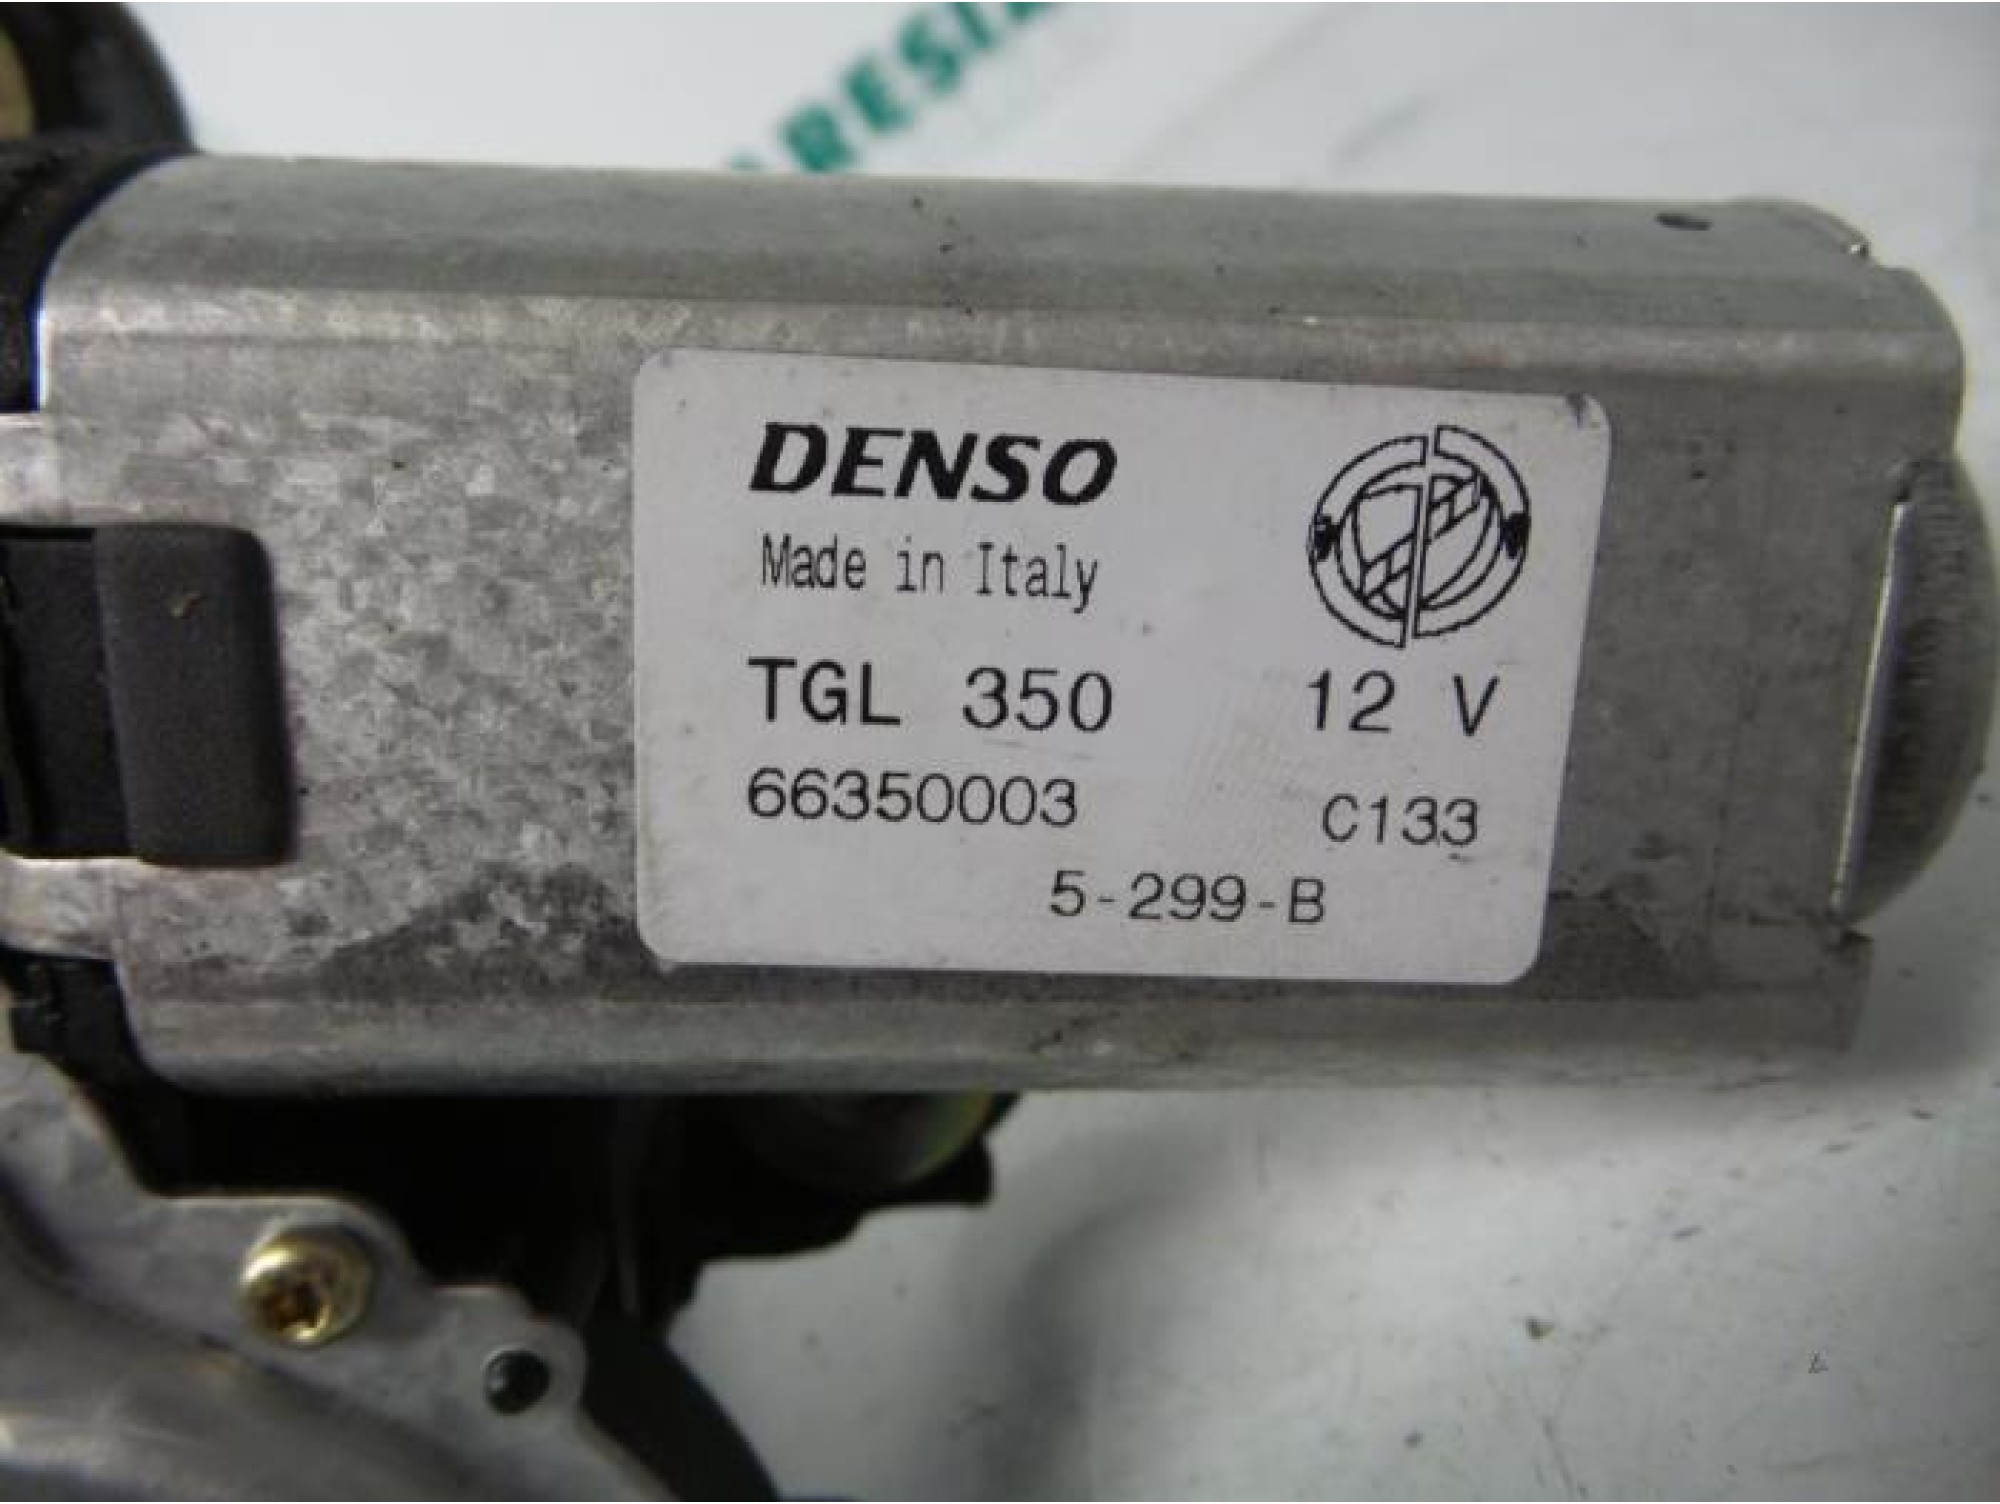 DENSO
Made in Italy
TGL 350 12 V
66350003 C133
5-299-B